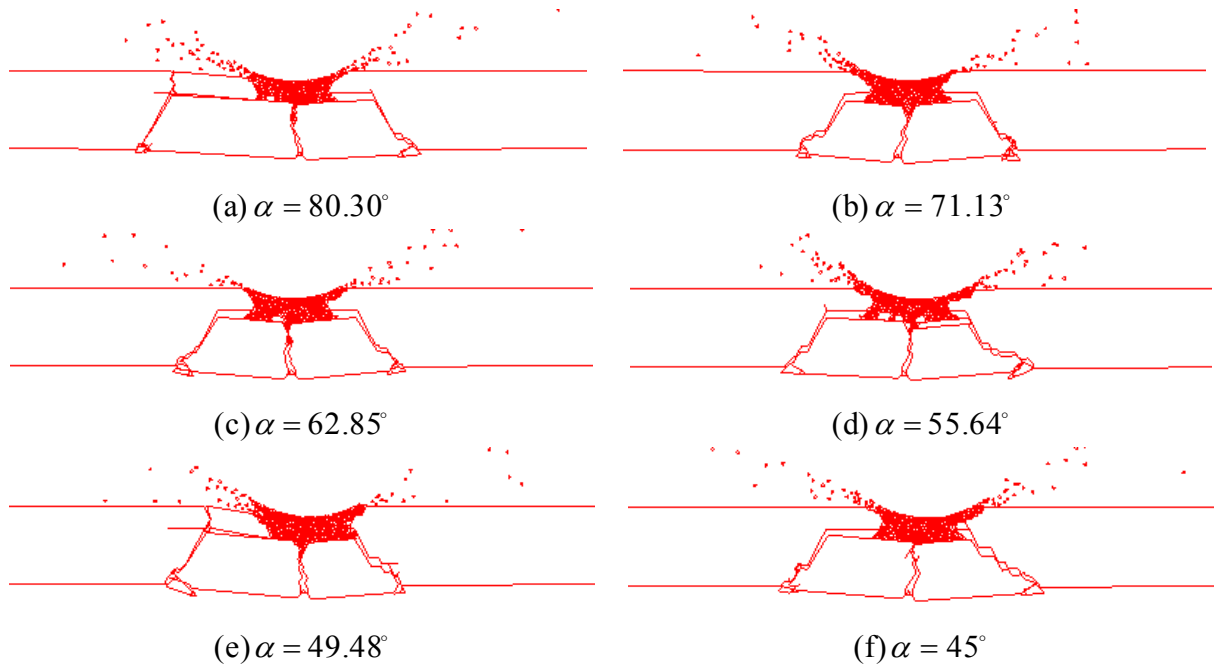 (a) α = 80.30°
(b) α = 71.13°
(c) α = 62.85°
(d) α = 55.64°
(e) α = 49.48°
(f) α = 45°